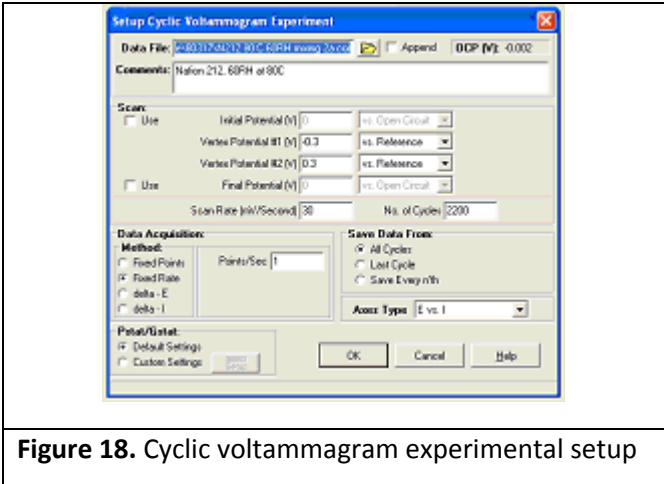 Setup Cyclic Voltammogram Experiment
Data File: Append OCP (V): -0.002
Comments: Nafion 212, 60RH at 80C
Scan:
Use Initial Potential (V) 0 vs. Open Circuit
Vertex Potential #1 (V) -0.3 vs. Reference
Vertex Potential #2 (V) 0.3 vs. Reference
Use Final Potential (V) 0 vs. Open Circuit
Scan Rate (mV/Second) 30 No. of Cycles 2200
Data Acquisition:
Method:
Fixed Points
Fixed Rate
delta - E
delta - I
Points/Sec 1
Save Data From:
All Cycles
Last Cycle
Save Every n'th
Axes Type E vs. I
Pstat/Gstat:
Default Settings
Custom Settings
OK Cancel Help
Figure 18. Cyclic voltammagram experimental setup